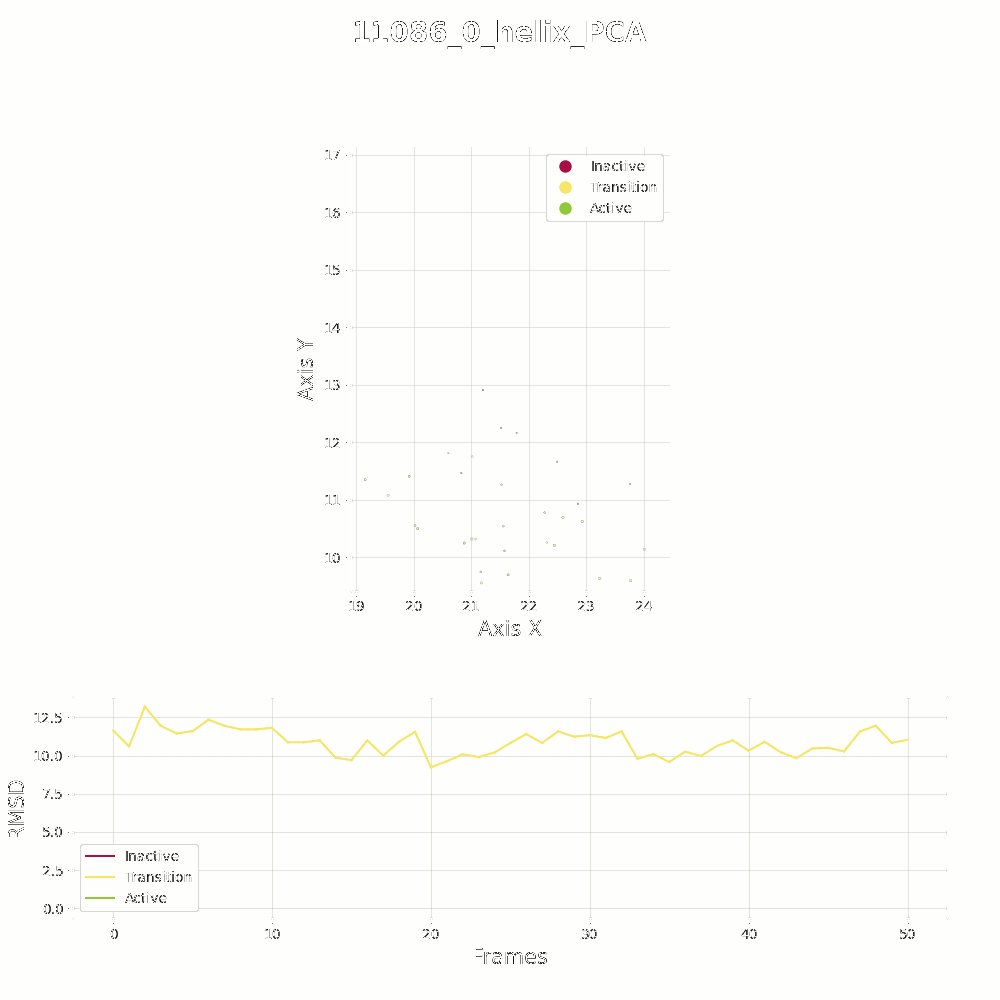 11086_0_helix_PCA
17
16
15
14
13
12
11
10
Axis Y
Inactive
Transition
Active
19 20 21 22 23 24
Axis X
12.5
10.0
7.5
5.0
2.5
0.0
RMSD
Inactive
Transition
Active
0 10 20 30 40 50
Frames